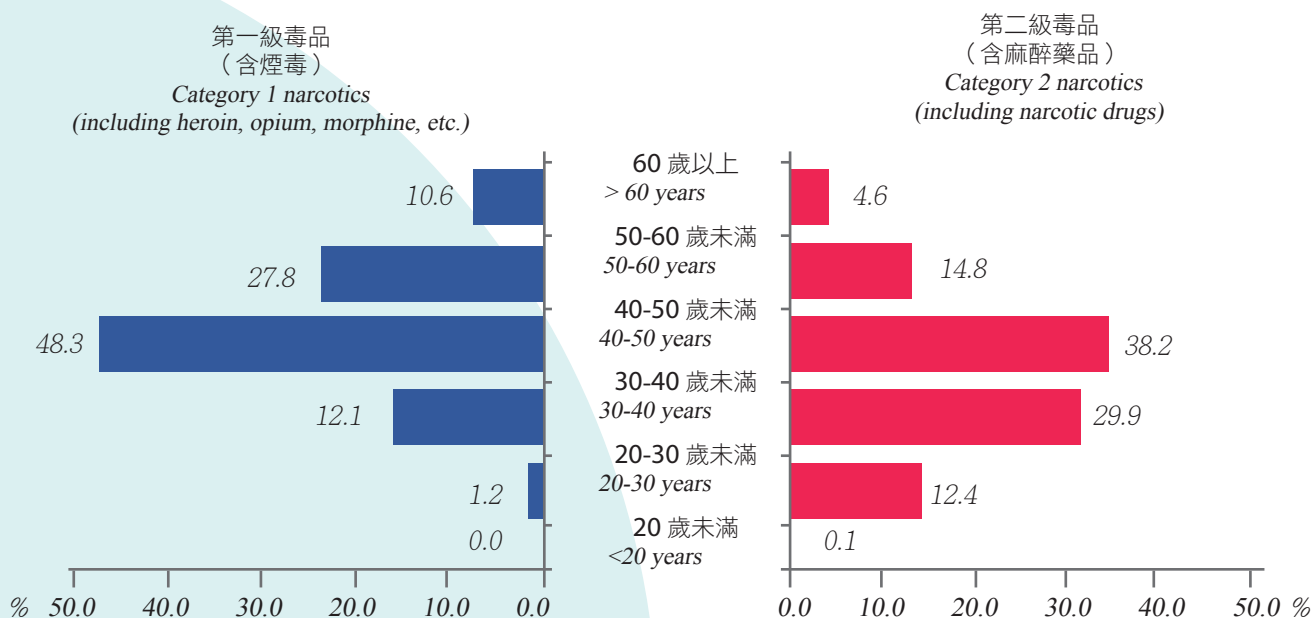 第一級毒品
（含煙毒）
Category 1 narcotics
(including heroin, opium, morphine, etc.)
第二級毒品
（含麻醉藥品）
Category 2 narcotics
(including narcotic drugs)
10.6
60 歲以上
> 60 years
4.6
27.8
50-60 歲未滿
50-60 years
14.8
48.3
40-50 歲未滿
40-50 years
38.2
12.1
30-40 歲未滿
30-40 years
29.9
1.2
20-30 歲未滿
20-30 years
12.4
0.0
20 歲未滿
<20 years
0.1
% 50.0 40.0 30.0 20.0 10.0 0.0
0.0 10.0 20.0 30.0 40.0 50.0 %